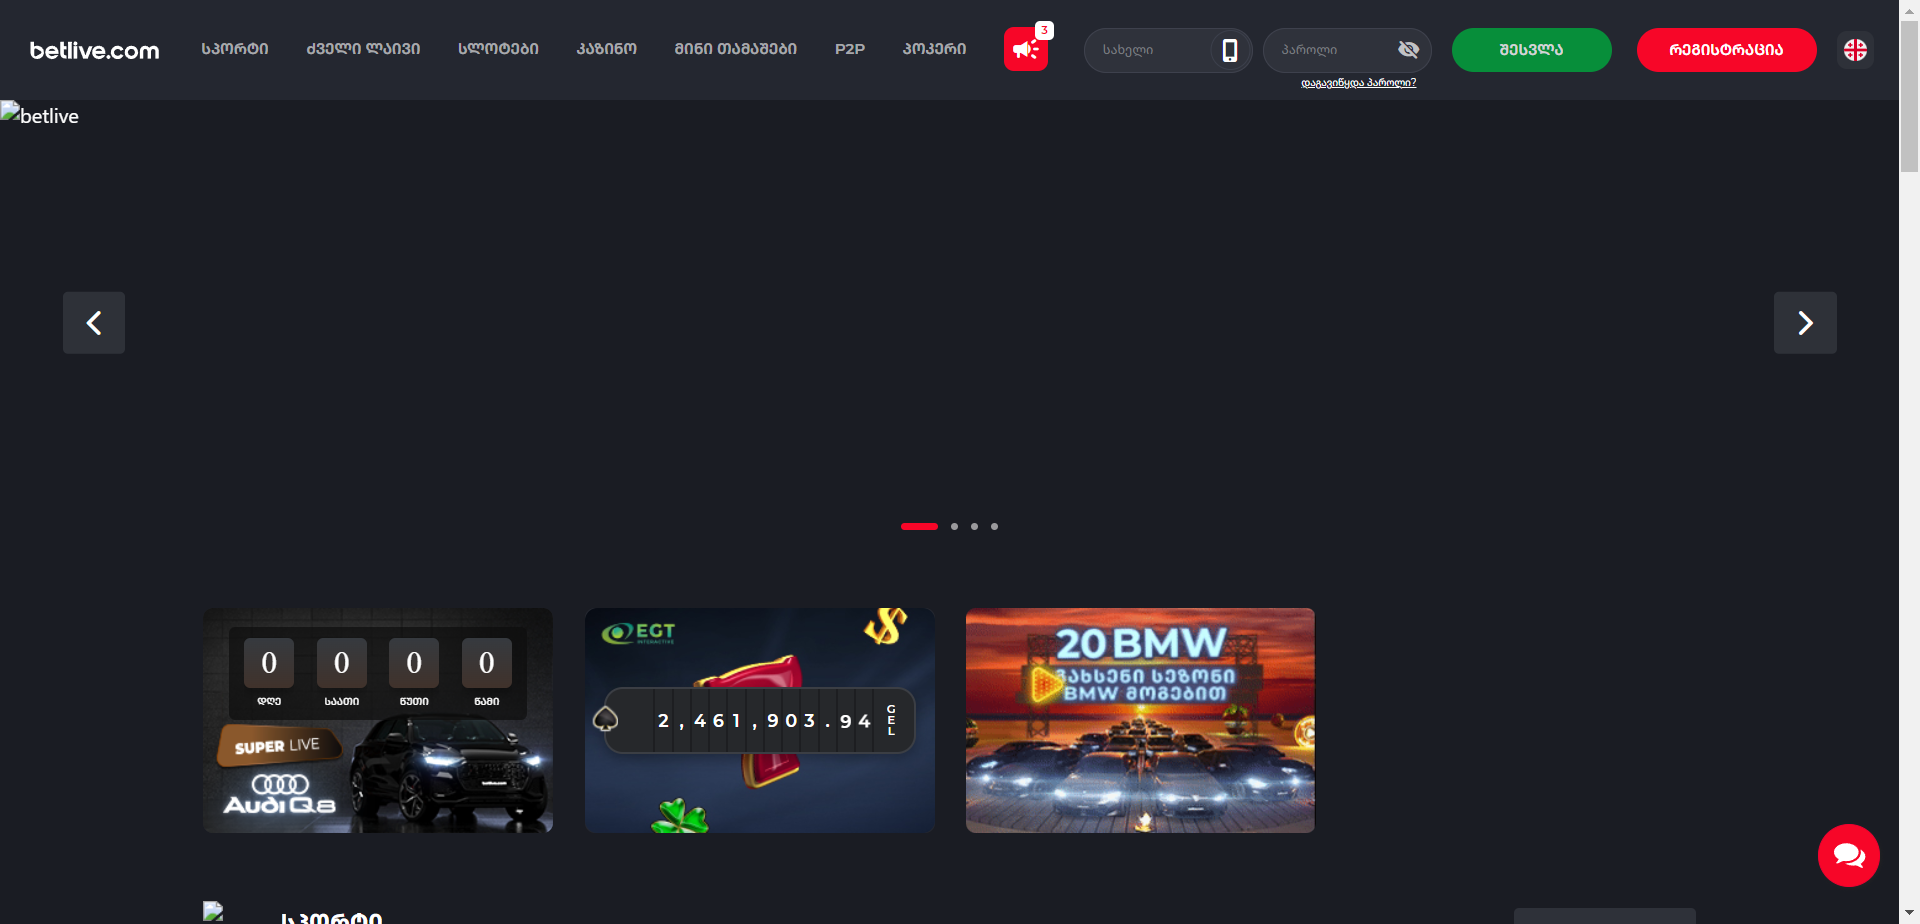 betlive.com
სპორტი
ძველი ლაივი
სლოტები
კაზინო
მინი თამაშები
P2P
პოკერი
3
სახელი
პაროლი
დაგავიწყდა პაროლი?
შესვლა
რეგისტრაცია
betlive
0 0 0 0
დღე საათი წუთი წამი
SUPER LIVE
Audi Q8
EGT
INTERACTIVE
2,461,903.94
GEL
20 BMW
გახსენი სეზონი
BMW მოგებით
სპორტი